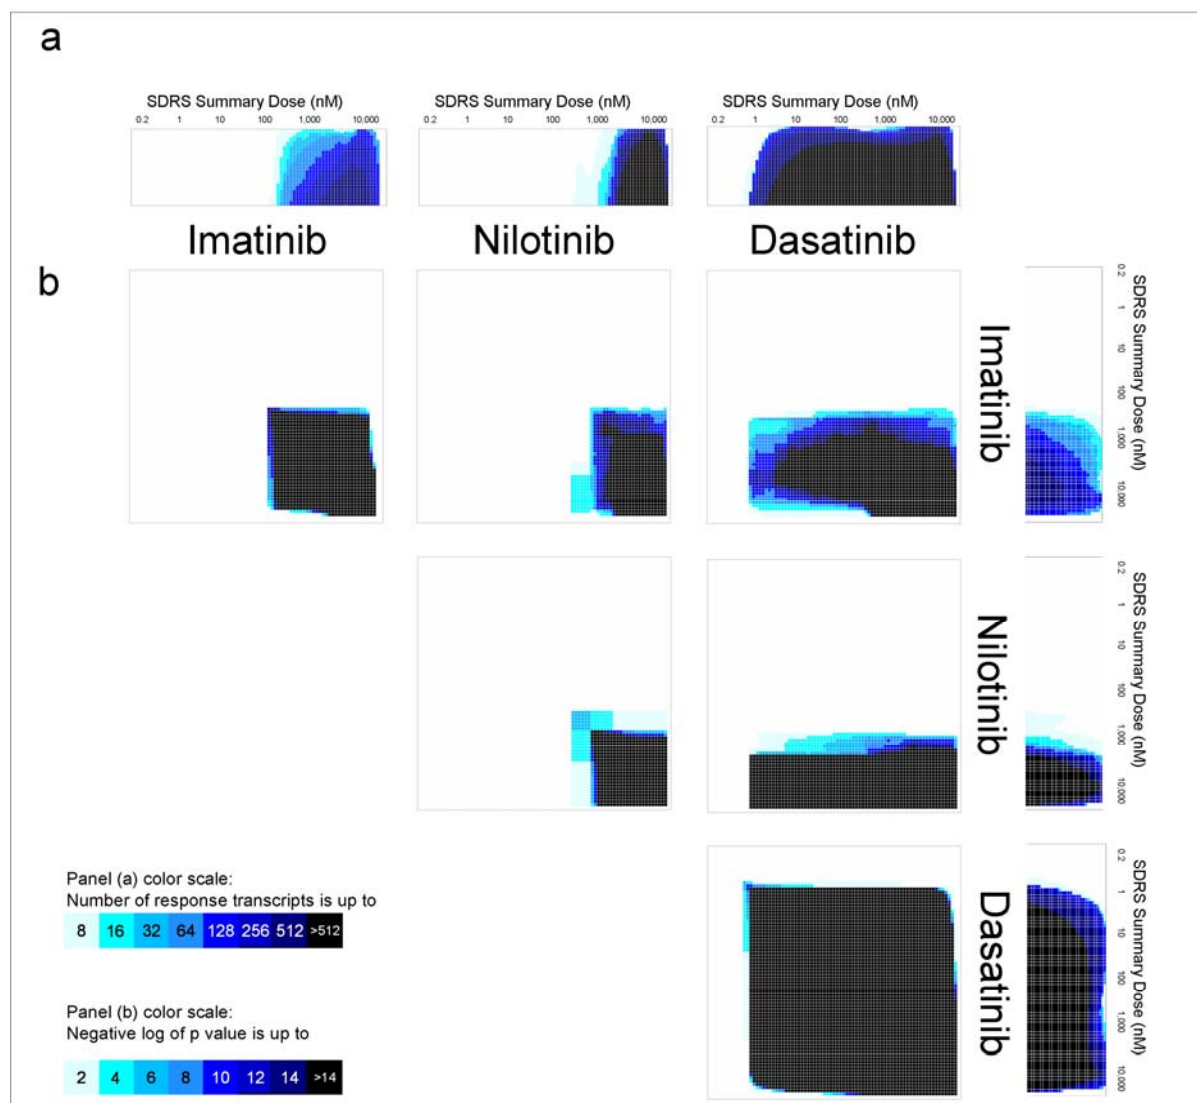 a
SDRS Summary Dose (nM)
0.2 1 10 100 1,000 10,000
SDRS Summary Dose (nM)
0.2 1 10 100 1,000 10,000
SDRS Summary Dose (nM)
0.2 1 10 100 1,000 10,000
Imatinib
Nilotinib
Dasatinib
b
Imatinib
0.2 1 10 100 1,000 10,000
SDRS Summary Dose (nM)
Nilotinib
0.2 1 10 100 1,000 10,000
SDRS Summary Dose (nM)
Dasatinib
0.2 1 10 100 1,000 10,000
SDRS Summary Dose (nM)
Panel (a) color scale:
Number of response transcripts is up to
8 16 32 64 128 256 512 >512
Panel (b) color scale:
Negative log of p value is up to
2 4 6 8 10 12 14 >14